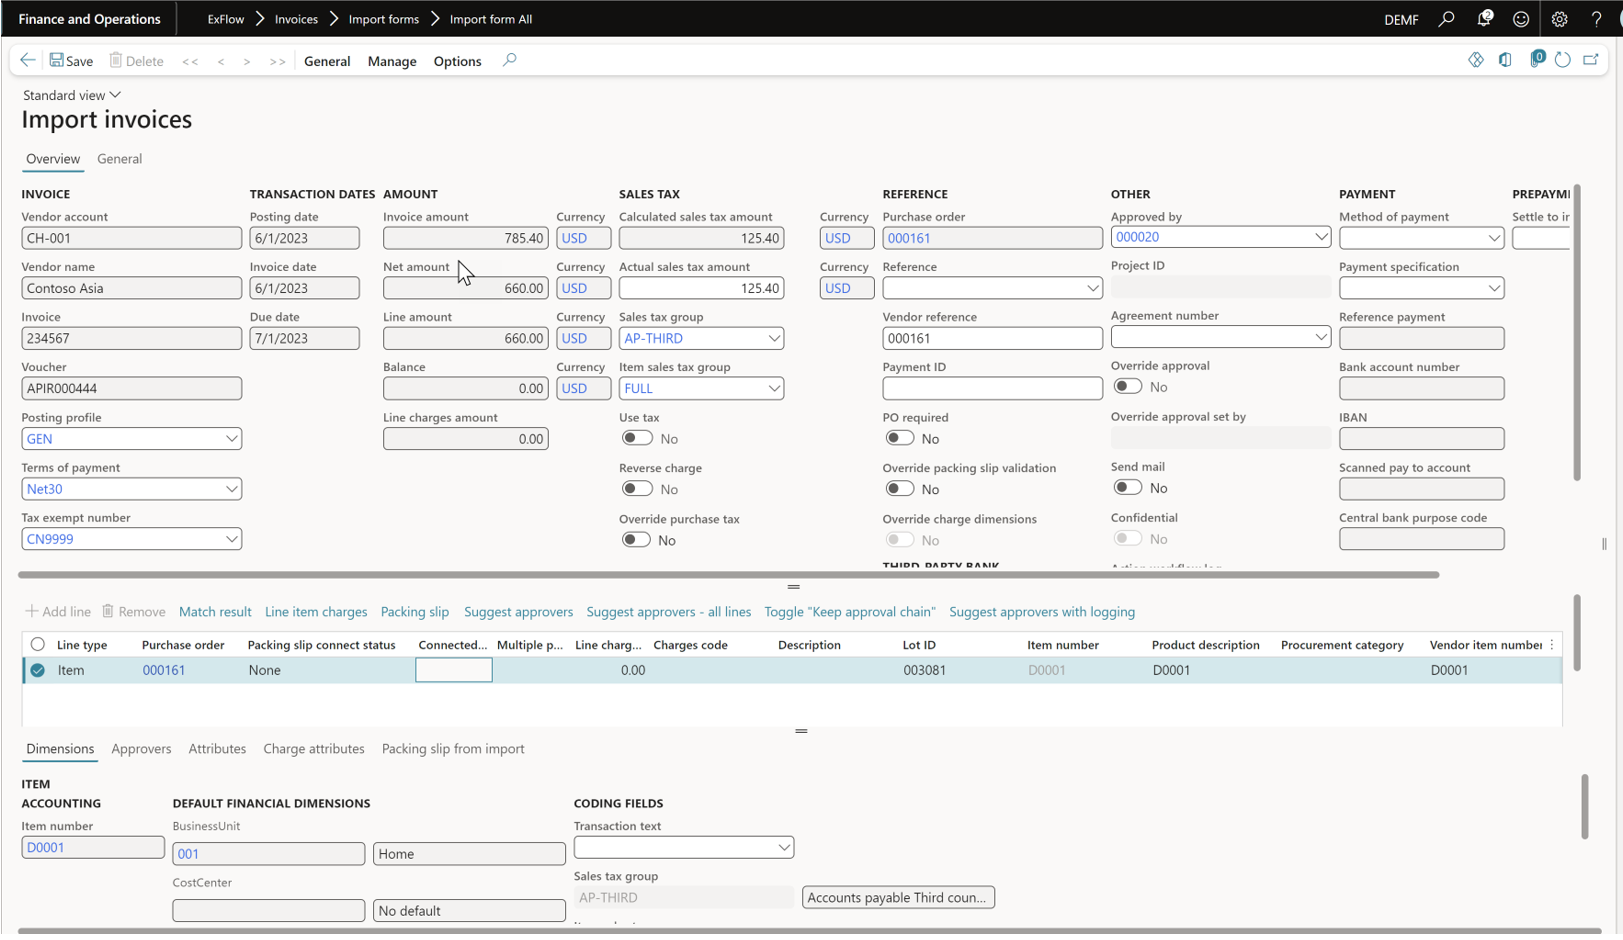 Finance and Operations
ExFlow
Invoices
Import forms
Import form All
DEMF
2
?
Save
Delete
<<
<
>
>>
General
Manage
Options
0
Standard view
Import invoices
Overview
General
INVOICE
TRANSACTION DATES
AMOUNT
SALES TAX
REFERENCE
OTHER
PAYMENT
Vendor account
Posting date
Invoice amount
Currency
Calculated sales tax amount
Currency
Purchase order
Approved by
Method of payment
CH-001
6/1/2023
785.40
USD
125.40
USD
000161
000020
Vendor name
Invoice date
Net amount
Currency
Actual sales tax amount
Currency
Reference
Project ID
Payment specification
Contoso Asia
6/1/2023
660.00
USD
125.40
USD
Invoice
Due date
Line amount
Currency
Sales tax group
Vendor reference
Agreement number
Reference payment
234567
7/1/2023
660.00
USD
AP-THIRD
000161
Voucher
Balance
Currency
Item sales tax group
Payment ID
Override approval
Bank account number
APIR000444
0.00
USD
FULL
No
Posting profile
Line charges amount
Use tax
PO required
Override approval set by
IBAN
GEN
0.00
No
No
Terms of payment
Reverse charge
Override packing slip validation
Send mail
Scanned pay to account
Net30
No
No
No
Tax exempt number
Override purchase tax
Override charge dimensions
Confidential
Central bank purpose code
CN9999
No
No
No
Add line
Remove
Match result
Line item charges
Packing slip
Suggest approvers
Suggest approvers - all lines
Toggle "Keep approval chain"
Suggest approvers with logging
Line type
Purchase order
Packing slip connect status
Connected...
Multiple p...
Line charg...
Charges code
Description
Lot ID
Item number
Product description
Procurement category
Vendor item number
Item
000161
None
0.00
003081
D0001
D0001
D0001
Dimensions
Approvers
Attributes
Charge attributes
Packing slip from import
ITEM
ACCOUNTING
DEFAULT FINANCIAL DIMENSIONS
CODING FIELDS
Item number
BusinessUnit
Transaction text
D0001
001
Home
CostCenter
Sales tax group
No default
AP-THIRD
Accounts payable Third coun...